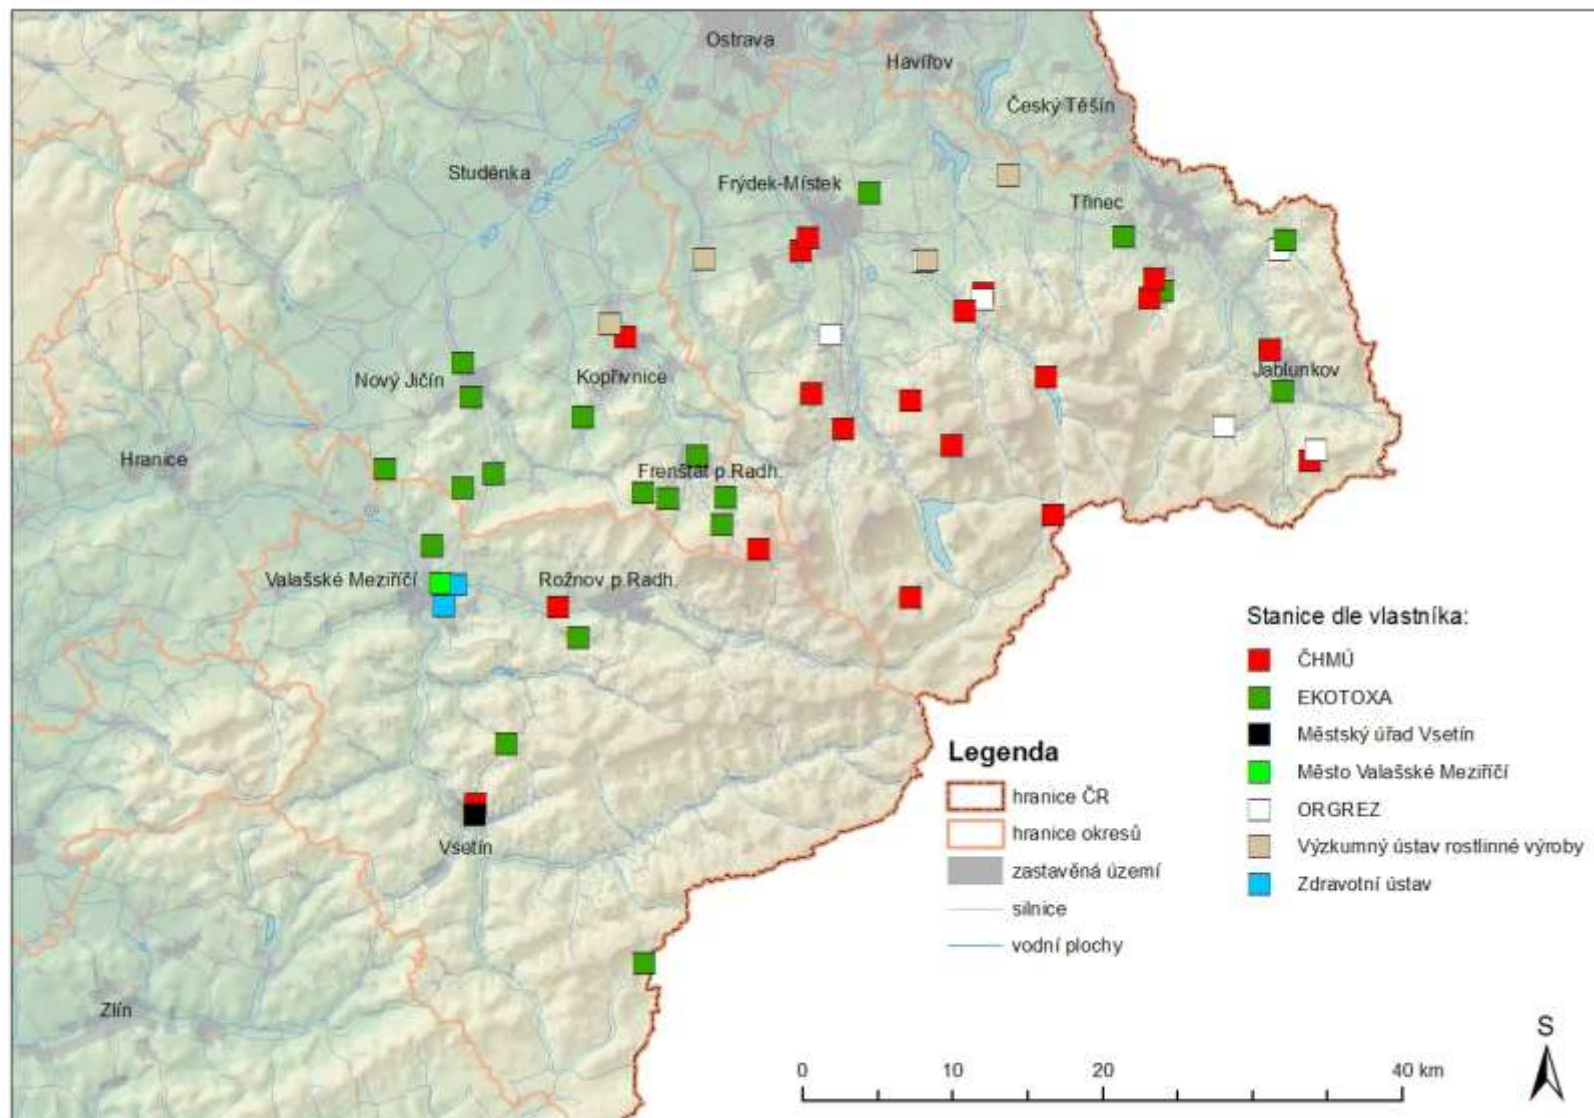 Ostrava
Havířov
Český Těšín
Studénka
Frýdek-Místek
Třinec
Nový Jičín
Kopřivnice
Jablunkov
Hranice
Frenštát p.Radh.
Valašské Meziříčí
Rožnov p.Radh.
Vsetín
Zlín
Stanice dle vlastníka:
ČHMÚ
EKOTOXA
Městský úřad Vsetín
Město Valašské Meziříčí
ORGREZ
Výzkumný ústav rostlinné výroby
Zdravotní ústav
Legenda
hranice ČR
hranice okresů
zastavěná území
silnice
vodní plochy
S
0 10 20 40 km